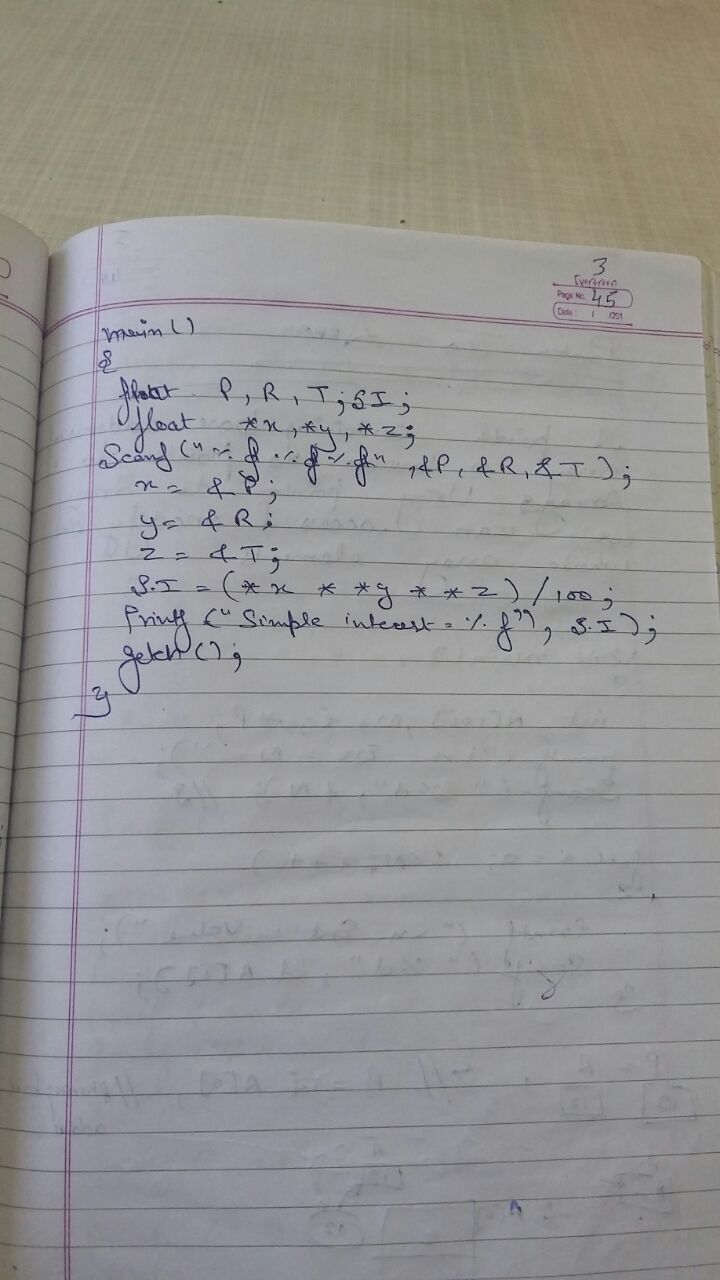 3
Evergreen
Page No. 45
Date: / /201
main()
{
float P, R, T; SI;
float *x, *y, *z;
Scanf ("%f %f %f", &P, &R, &T);
x = &P;
y = &R;
z = &T;
S.I = (*x * *y * *z) / 100;
Printf ("Simple interest = %f", S.I);
getch();
}